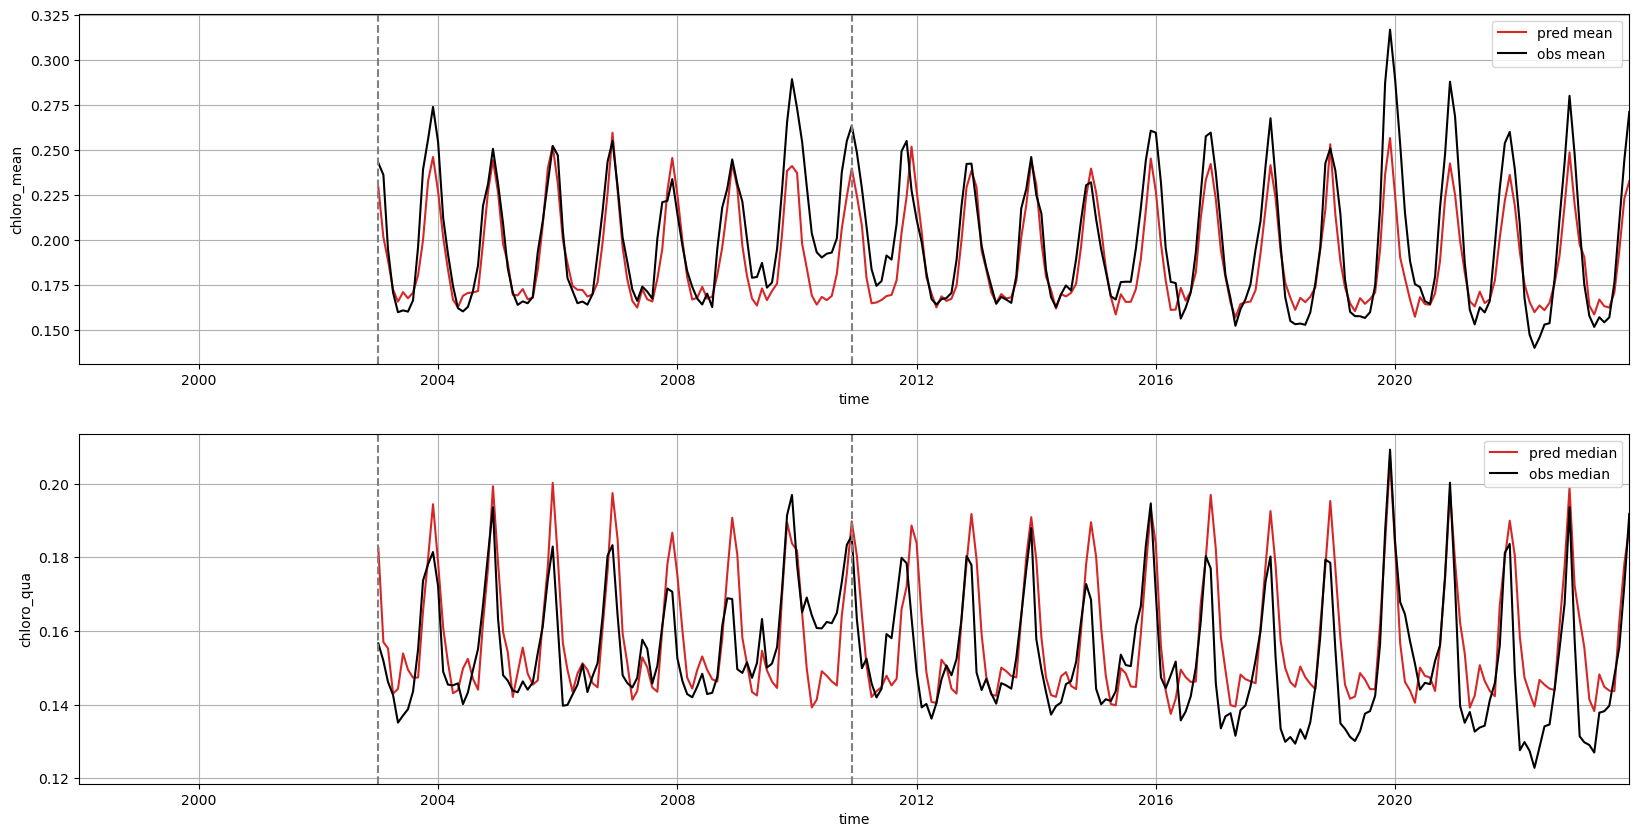 0.325
0.300
0.275
0.250
0.225
0.200
0.175
0.150
chloro_mean
pred mean
obs mean
2000 2004 2008 2012 2016 2020
time
0.20
0.18
0.16
0.14
0.12
chloro_qua
pred median
obs median
2000 2004 2008 2012 2016 2020
time